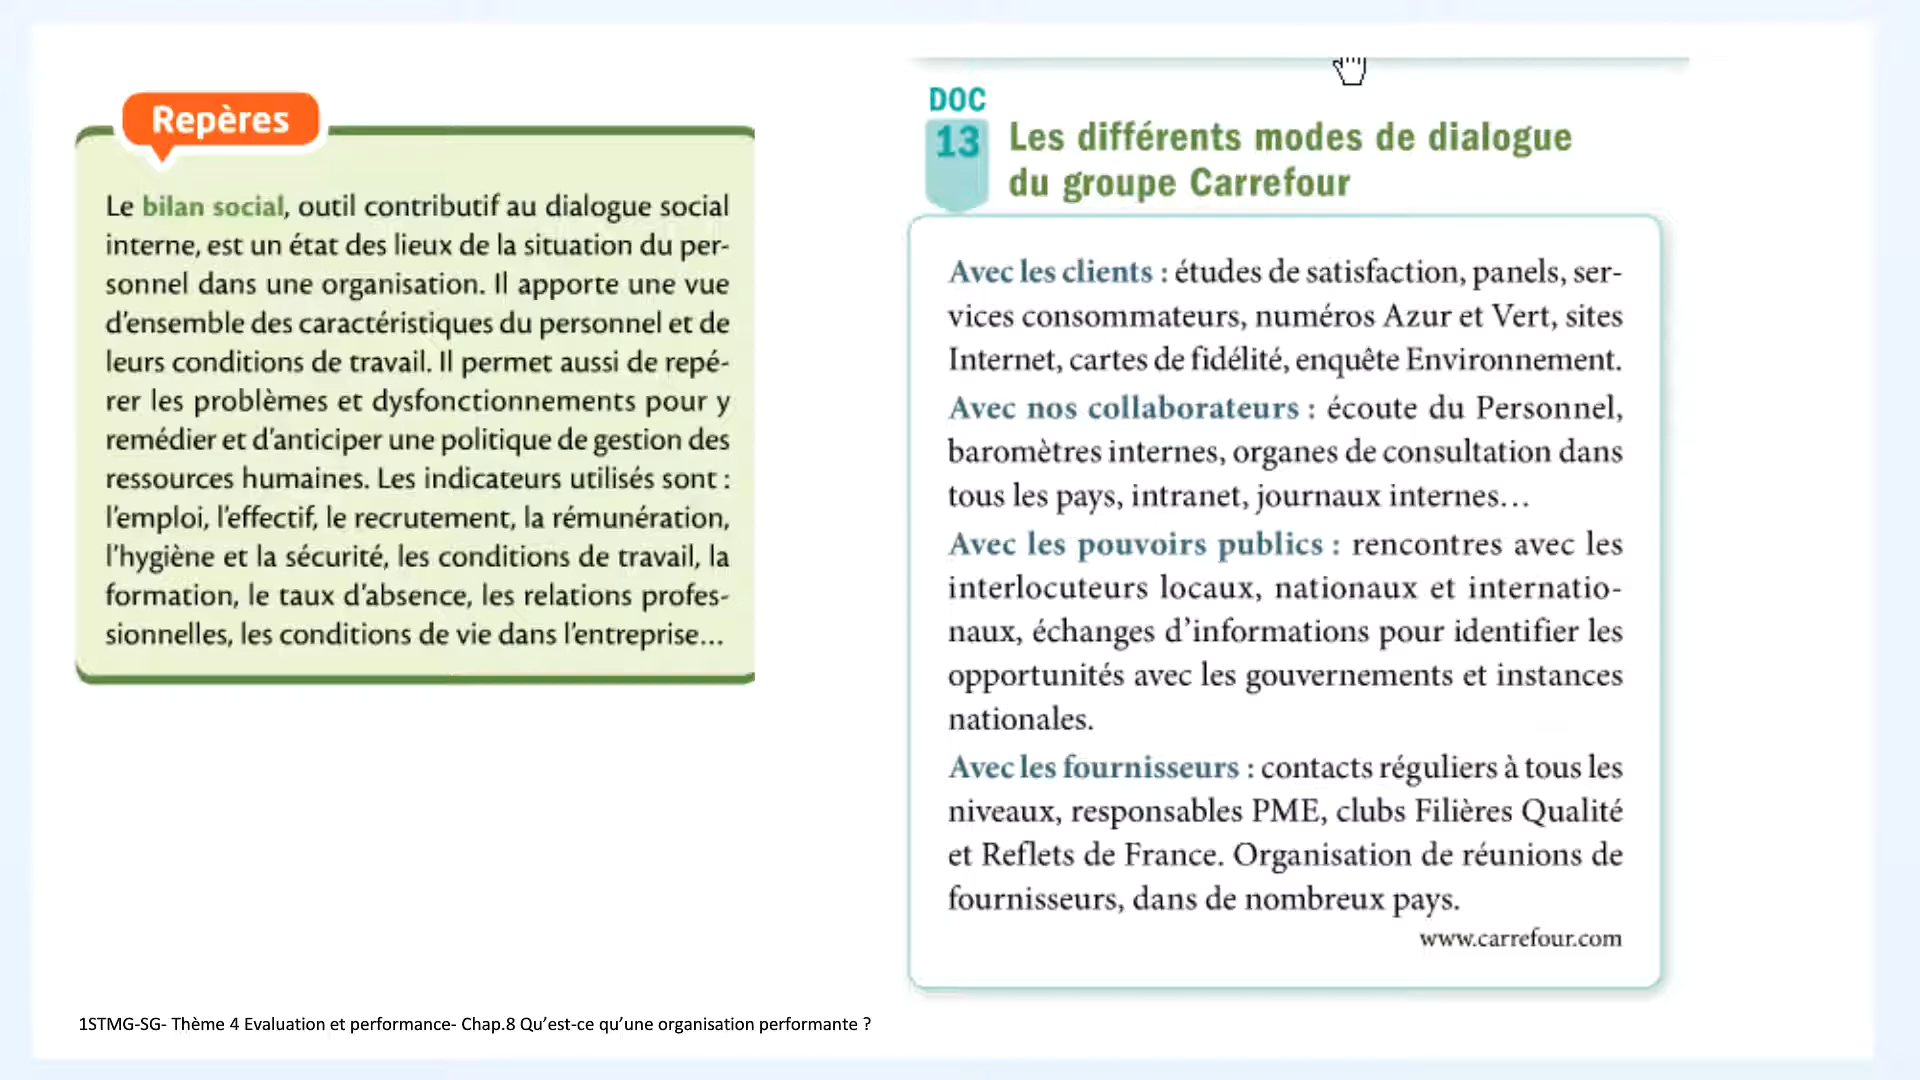 Repères
Le bilan social, outil contributif au dialogue social
interne, est un état des lieux de la situation du per-
sonnel dans une organisation. Il apporte une vue
d'ensemble des caractéristiques du personnel et de
leurs conditions de travail. Il permet aussi de repé-
rer les problèmes et dysfonctionnements pour y
remédier et d'anticiper une politique de gestion des
ressources humaines. Les indicateurs utilisés sont :
l'emploi, l'effectif, le recrutement, la rémunération,
l'hygiène et la sécurité, les conditions de travail, la
formation, le taux d'absence, les relations profes-
sionnelles, les conditions de vie dans l'entreprise...
DOC
13
Les différents modes de dialogue
du groupe Carrefour
Avec les clients : études de satisfaction, panels, ser-
vices consommateurs, numéros Azur et Vert, sites
Internet, cartes de fidélité, enquête Environnement.
Avec nos collaborateurs : écoute du Personnel,
baromètres internes, organes de consultation dans
tous les pays, intranet, journaux internes...
Avec les pouvoirs publics : rencontres avec les
interlocuteurs locaux, nationaux et internatio-
naux, échanges d'informations pour identifier les
opportunités avec les gouvernements et instances
nationales.
Avec les fournisseurs : contacts réguliers à tous les
niveaux, responsables PME, clubs Filières Qualité
et Reflets de France. Organisation de réunions de
fournisseurs, dans de nombreux pays.
www.carrefour.com
1STMG-SG- Thème 4 Evaluation et performance- Chap.8 Qu'est-ce qu'une organisation performante ?